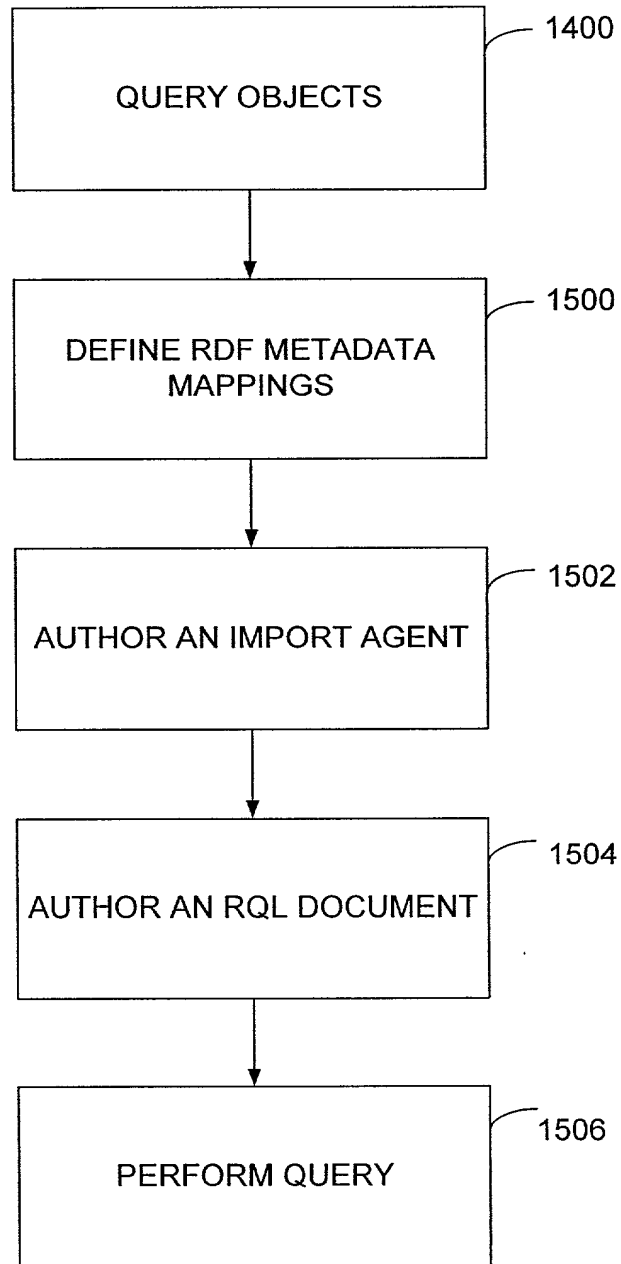 1400
QUERY OBJECTS
1500
DEFINE RDF METADATA
MAPPINGS
1502
AUTHOR AN IMPORT AGENT
1504
AUTHOR AN RQL DOCUMENT
1506
PERFORM QUERY